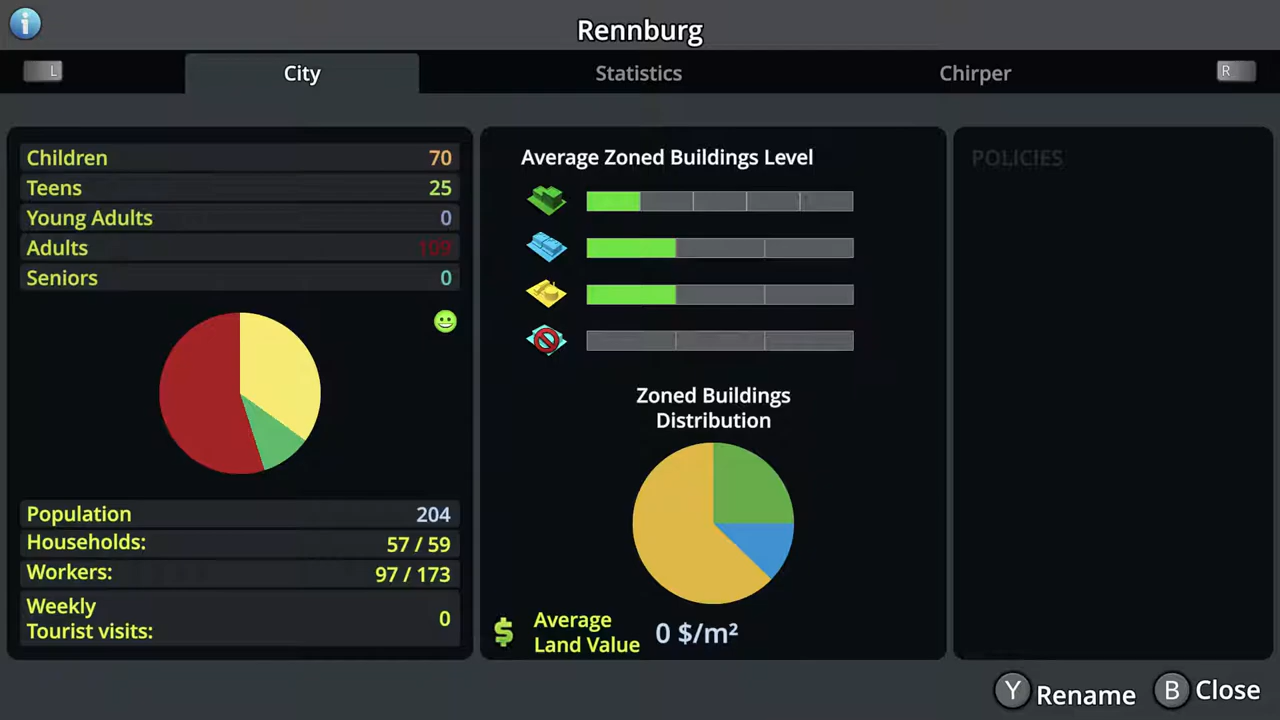 Rennburg
L
City
Statistics
Chirper
R
Children 70
Teens 25
Young Adults 0
Adults 109
Seniors 0
Population 204
Households: 57 / 59
Workers: 97 / 173
Weekly
Tourist visits: 0
Average Zoned Buildings Level
Zoned Buildings
Distribution
$ Average
Land Value 0 $/m²
POLICIES
Y Rename
B Close